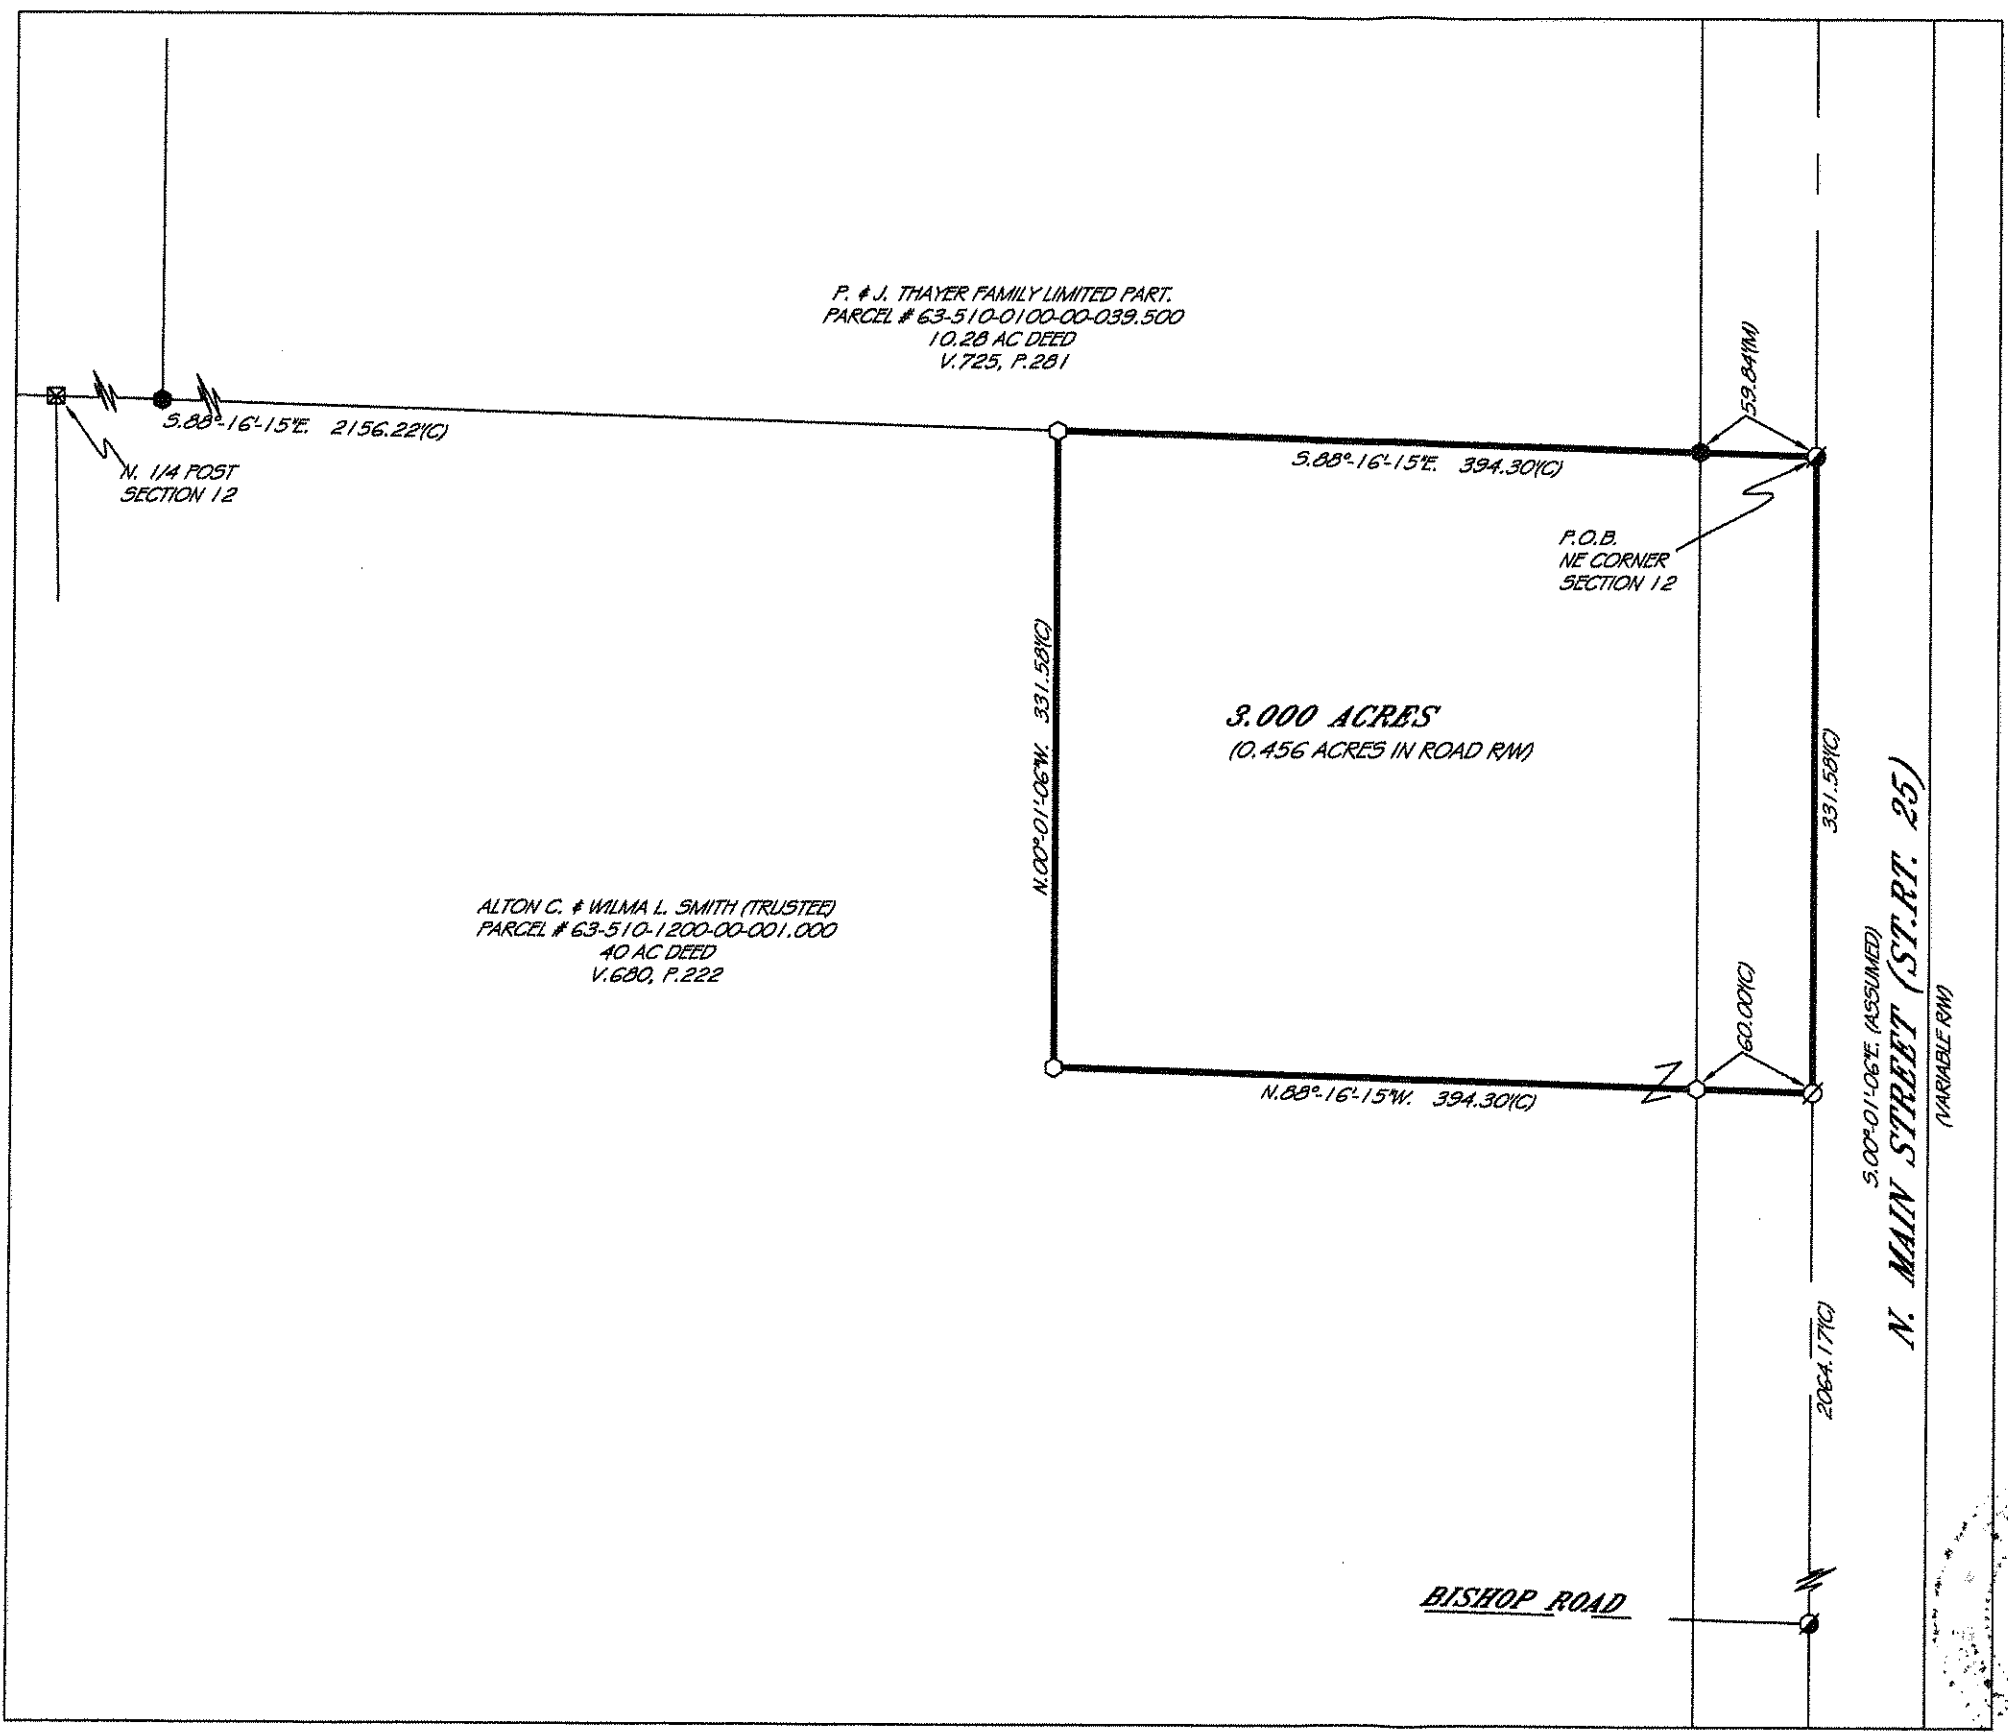 P. & J. THAYER FAMILY LIMITED PART.
PARCEL # 63-510-0100-00-039.500
10.28 AC DEED
V.725, P.281
59.84'(M)
S.88°-16'-15"E. 2156.22'(C)
N. 1/4 POST
SECTION 12
S.88°-16'-15"E. 394.30'(C)
P.O.B.
NE CORNER
SECTION 12
N.00°-01'-06"W. 331.58'(C)
3.000 ACRES
(0.456 ACRES IN ROAD R/W)
331.58'(C)
ALTON C. & WILMA L. SMITH (TRUSTEE)
PARCEL # 63-510-1200-00-001.000
40 AC DEED
V.680, P.222
60.00'(C)
N.88°-16'-15"W. 394.30'(C)
S.00°-01'-06"E. (ASSUMED)
N. MAIN STREET (ST.RT. 25)
(VARIABLE R/W)
2064.17'(C)
BISHOP ROAD